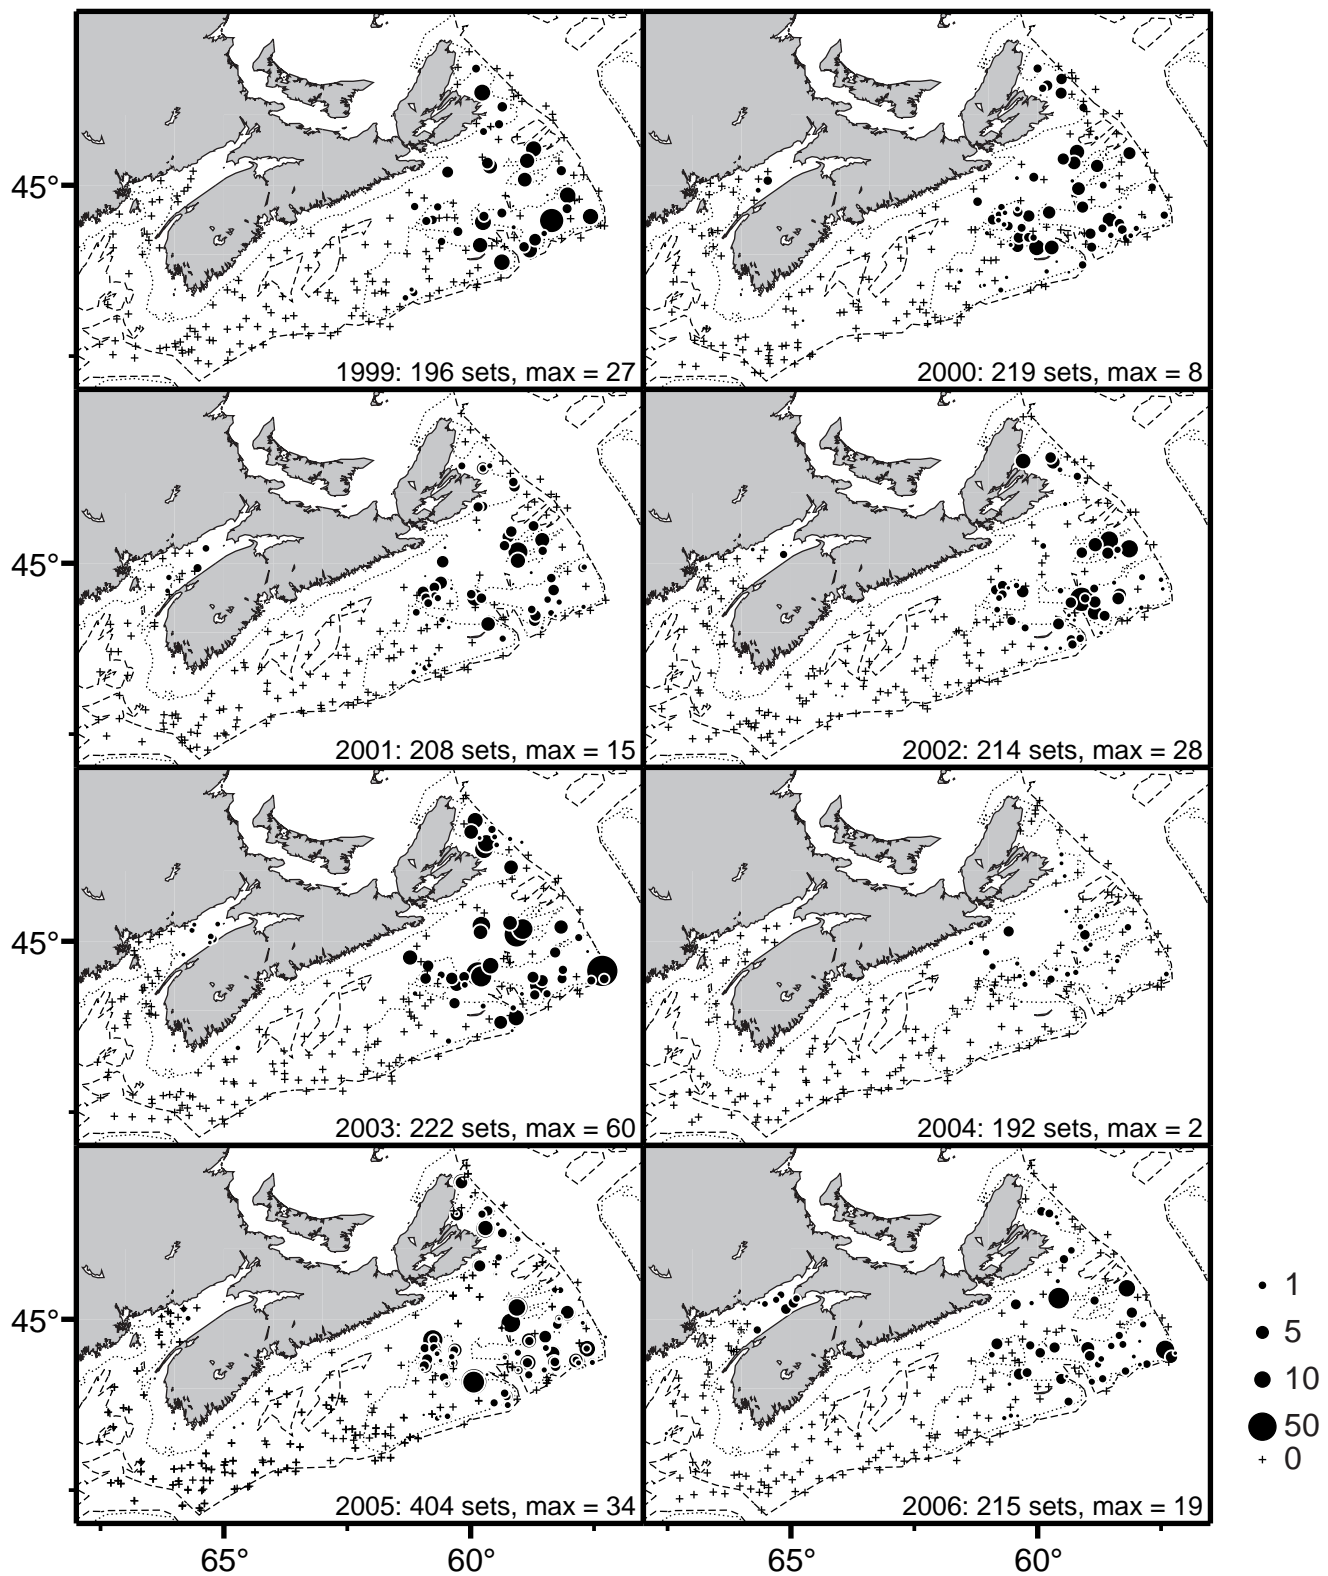 45°
1999: 196 sets, max = 27
2000: 219 sets, max = 8
45°
2001: 208 sets, max = 15
2002: 214 sets, max = 28
45°
2003: 222 sets, max = 60
2004: 192 sets, max = 2
45°
2005: 404 sets, max = 34
2006: 215 sets, max = 19
1
5
10
50
0
65°
60°
65°
60°